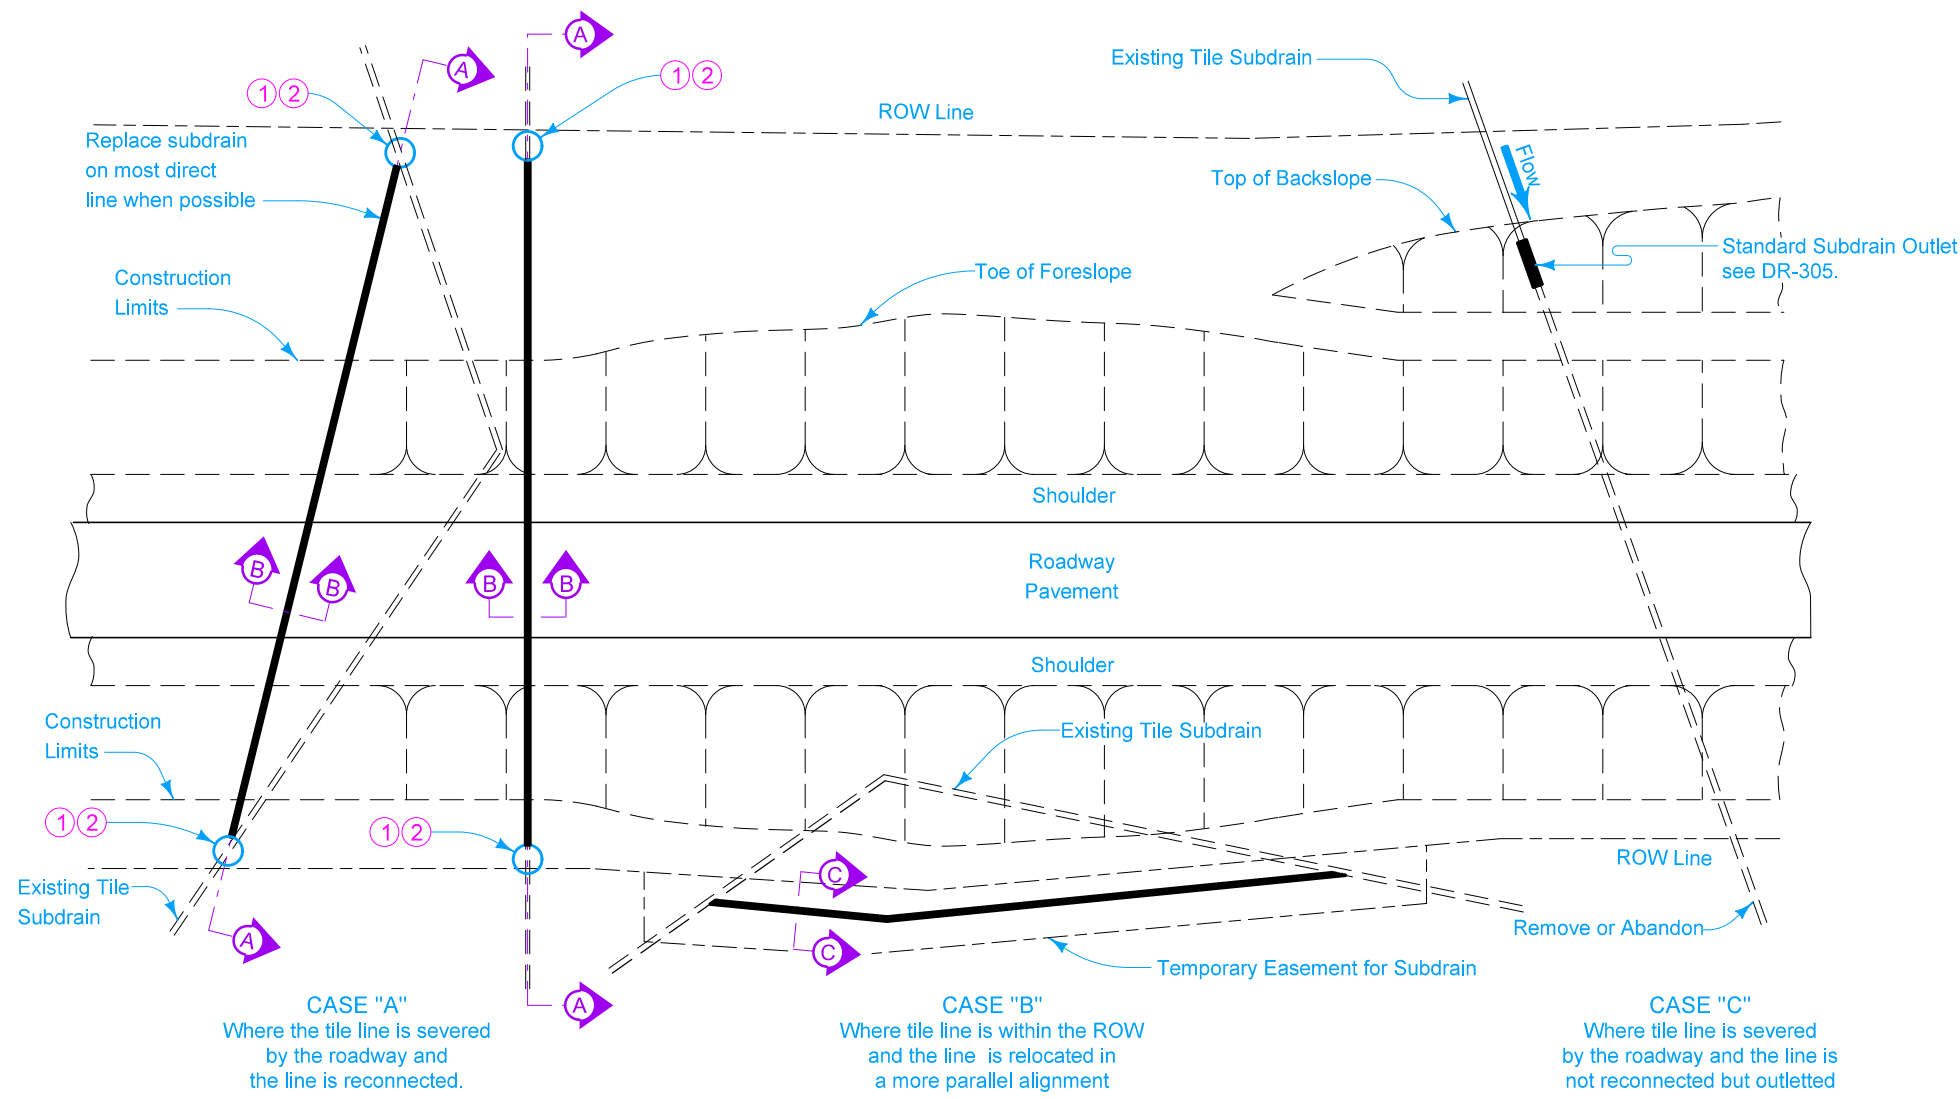 A
A
1 2
1 2
Existing Tile Subdrain
ROW Line
Replace subdrain
on most direct
line when possible
Flow
Top of Backslope
Standard Subdrain Outlet
see DR-305.
Construction
Limits
Toe of Foreslope
Shoulder
Roadway
Pavement
B
B
B
B
Shoulder
Construction
Limits
Existing Tile Subdrain
1 2
1 2
ROW Line
C
Existing Tile
Subdrain
Remove or Abandon
A
C
Temporary Easement for Subdrain
A
CASE "A"
Where the tile line is severed
by the roadway and
the line is reconnected.
CASE "B"
Where tile line is within the ROW
and the line is relocated in
a more parallel alignment
CASE "C"
Where tile line is severed
by the roadway and the line is
not reconnected but outletted